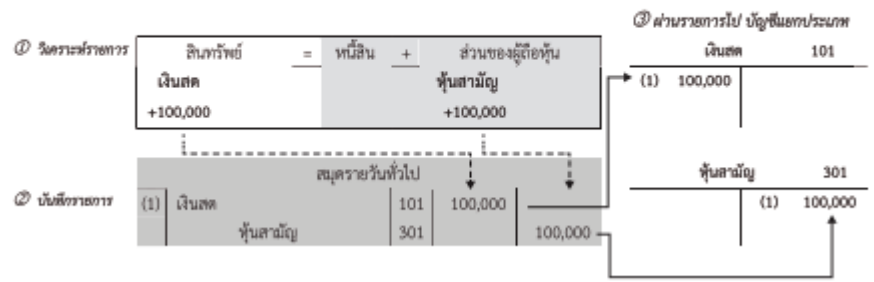 ③ ผ่านรายการไป บัญชีแยกประเภท
① วิเคราะห์รายการ
สินทรัพย์ = หนี้สิน + ส่วนของผู้ถือหุ้น
เงินสด หุ้นสามัญ
+100,000 +100,000
เงินสด 101
(1) 100,000
สมุดรายวันทั่วไป
② บันทึกรายการ
(1) เงินสด 101 100,000
หุ้นสามัญ 301 100,000
หุ้นสามัญ 301
(1) 100,000